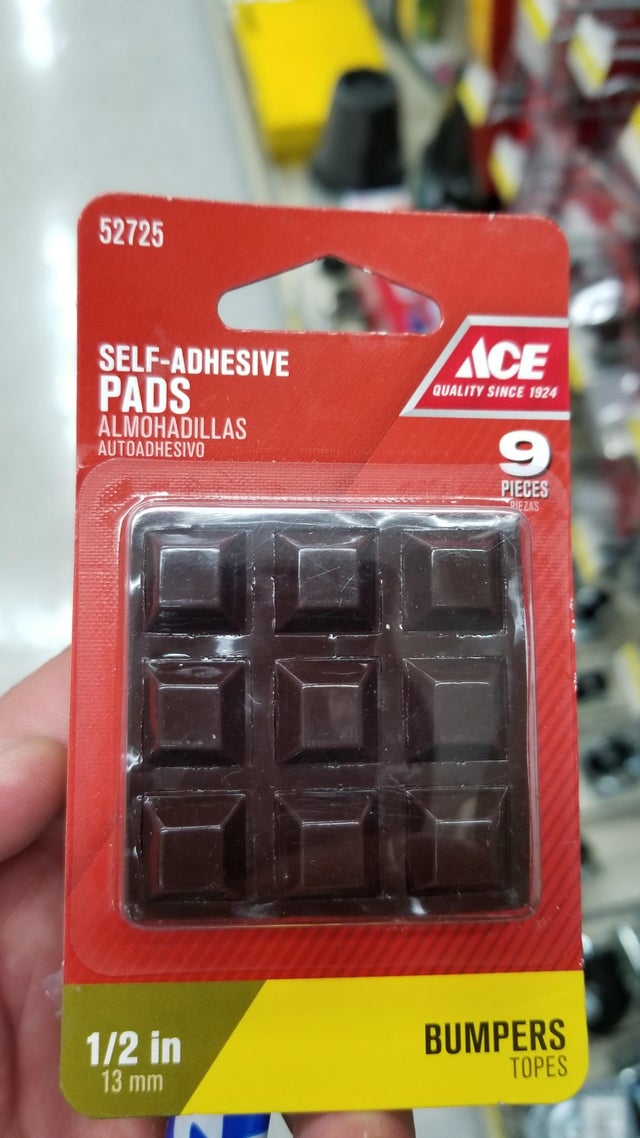 52725
SELF-ADHESIVE
PADS
ALMOHADILLAS
AUTOADHESIVO
ACE
QUALITY SINCE 1924
9
PIECES
PIEZAS
1/2 in
13 mm
BUMPERS
TOPES